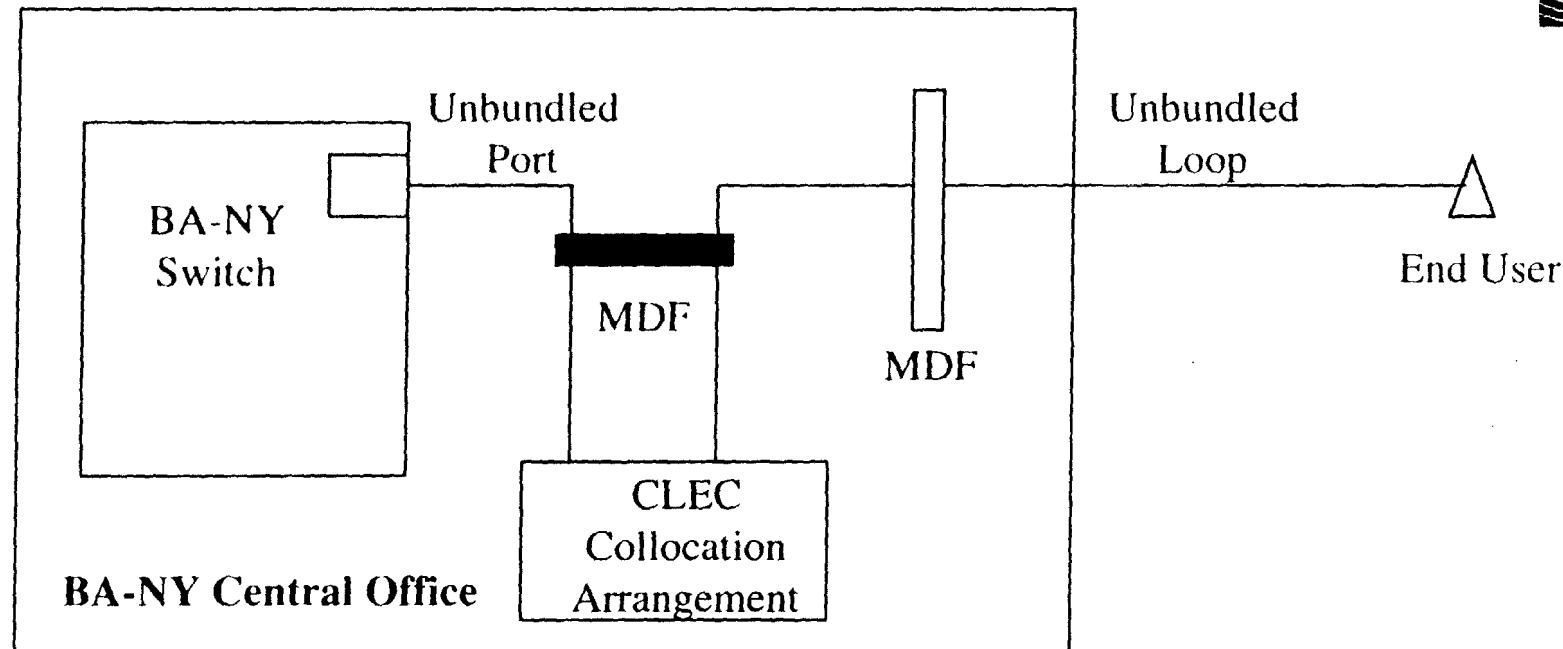 Unbundled
Port
Unbundled
Loop
BA-NY
Switch
MDF
MDF
End User
CLEC
Collocation
Arrangement
BA-NY Central Office